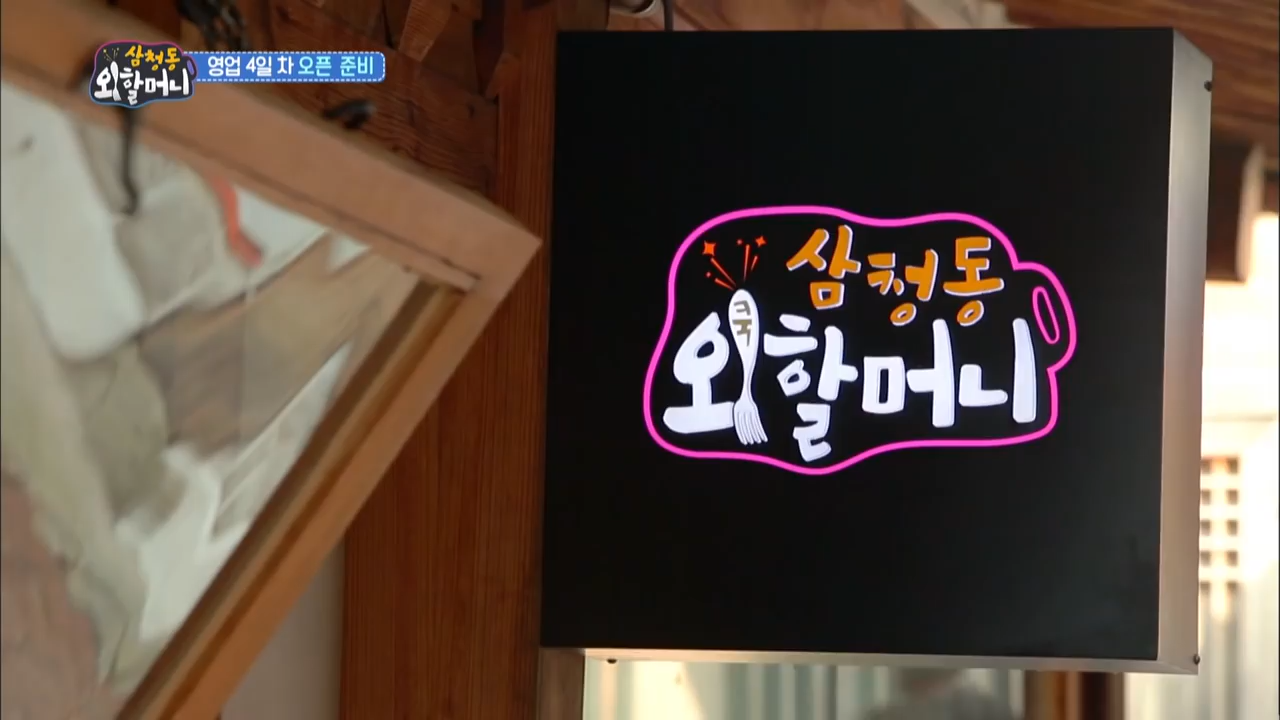 삼청동
외할머니
영업 4일 차 오픈 준비
삼청동
쿡
외할머니